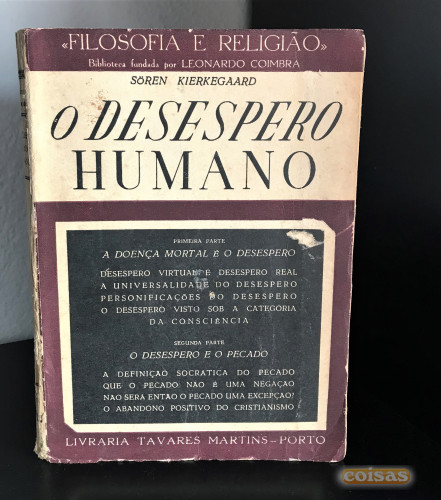 «FILOSOFIA E RELIGIÃO»
Biblioteca fundada por LEONARDO COIMBRA
SÖREN KIERKEGAARD
O DESESPERO
HUMANO
PRIMEIRA PARTE
A DOENÇA MORTAL É O DESESPERO
DESESPERO VIRTUAL E DESESPERO REAL
A UNIVERSALIDADE DO DESESPERO
PERSONIFICAÇÕES DO DESESPERO
O DESESPERO VISTO SOB A CATEGORIA
DA CONSCIÊNCIA
SEGUNDA PARTE
O DESESPERO E O PECADO
A DEFINIÇÃO SOCRATICA DO PECADO
QUE O PECADO NÃO É UMA NEGAÇÃO
NÃO SERÁ ENTÃO O PECADO UMA EXCEPÇÃO?
O ABANDONO POSITIVO DO CRISTIANISMO
LIVRARIA TAVARES MARTINS–PORTO
coisas